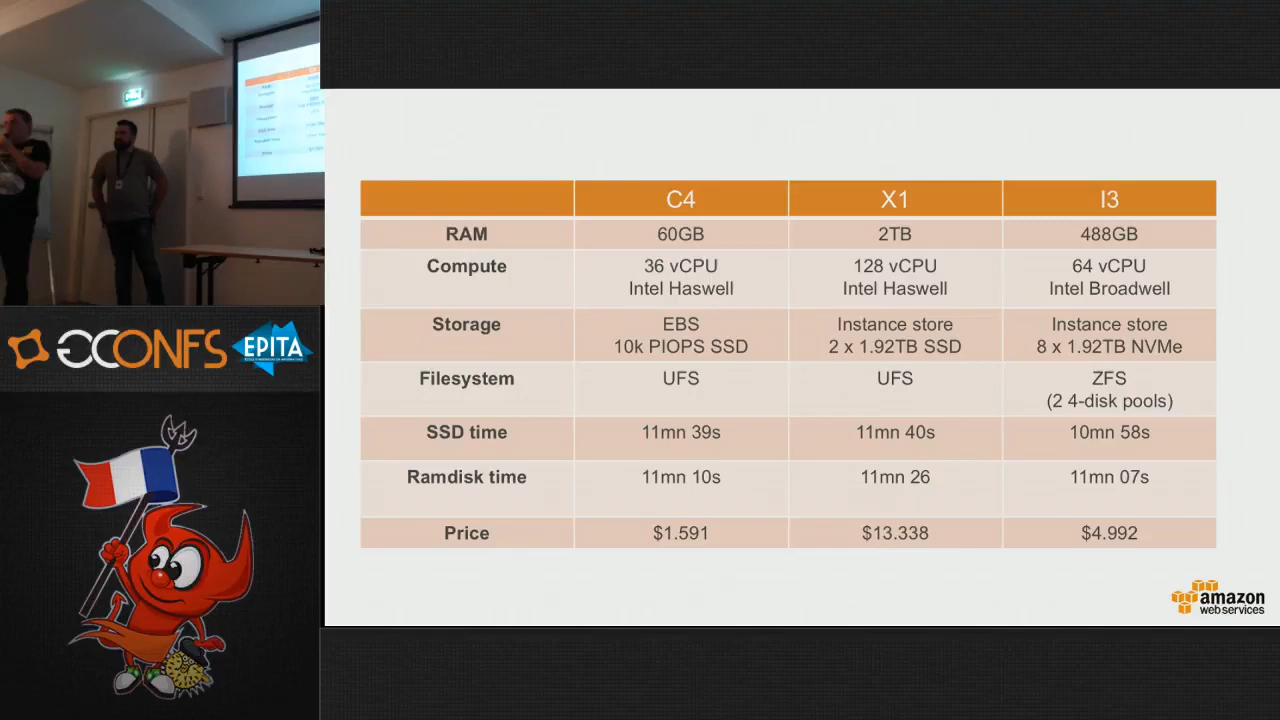 C4 X1 I3
RAM 60GB 2TB 488GB
Compute 36 vCPU 128 vCPU 64 vCPU
Intel Haswell Intel Haswell Intel Broadwell
Storage EBS Instance store Instance store
10k PIOPS SSD 2 x 1.92TB SSD 8 x 1.92TB NVMe
Filesystem UFS UFS ZFS
(2 4-disk pools)
SSD time 11mn 39s 11mn 40s 10mn 58s
Ramdisk time 11mn 10s 11mn 26 11mn 07s
Price $1.591 $13.338 $4.992
GCONFS
EPITA
amazon
web services